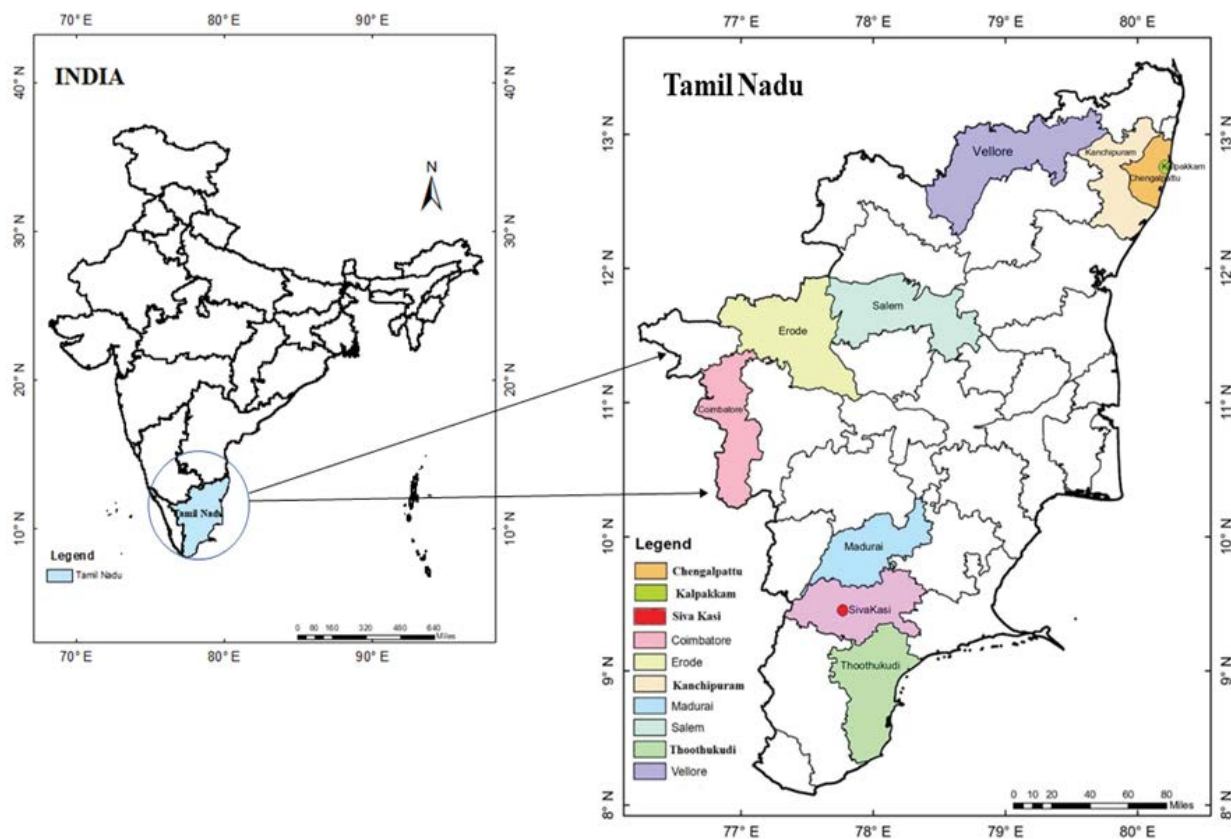 70° E 80° E 90° E
INDIA
N
40° N
30° N
20° N
10° N
40° N
30° N
20° N
10° N
Tamil Nadu
Legend
Tamil Nadu
0 80 160 320 480 640
Miles
70° E 80° E 90° E
77° E 78° E 79° E 80° E
Tamil Nadu
13° N
12° N
11° N
10° N
9° N
8° N
13° N
12° N
11° N
10° N
9° N
8° N
Vellore
Kanchipuram
Kalpakkam
Chengalpattu
Salem
Erode
Coimbatore
Madurai
SivaKasi
Thoothukudi
Legend
Chengalpattu
Kalpakkam
Siva Kasi
Coimbatore
Erode
Kanchipuram
Madurai
Salem
Thoothukudi
Vellore
0 10 20 40 60 80
Miles
77° E 78° E 79° E 80° E